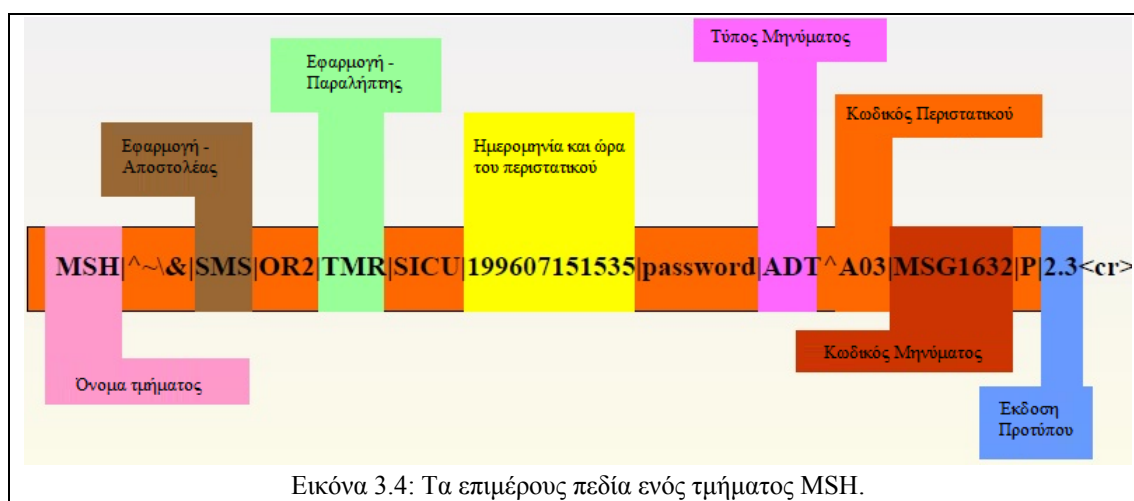 Τύπος Μηνύματος
Εφαρμογή -
Παραλήπτης
Κωδικός Περιστατικού
Εφαρμογή -
Αποστολέας
Ημερομηνία και ώρα
του περιστατικού
MSH|^~\&|SMS|OR2|TMR|SICU|199607151535|password|ADT^A03|MSG1632|P|2.3<cr>
Κωδικός Μηνύματος
Όνομα τμήματος
Έκδοση
Προτύπου
Εικόνα 3.4: Τα επιμέρους πεδία ενός τμήματος MSH.